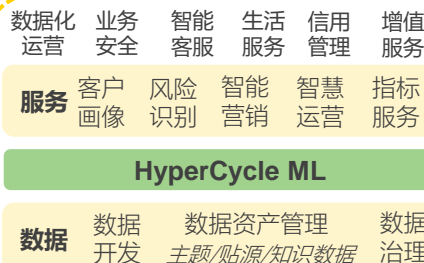 数据化 业务 智能 生活 信用 增值
运营 安全 客服 服务 管理 服务
服务 客户 风险 智能 智慧 指标
画像 识别 营销 运营 服务
HyperCycle ML
数据 数据 数据资产管理 数据
开发 主题/贴源/知识数据 治理